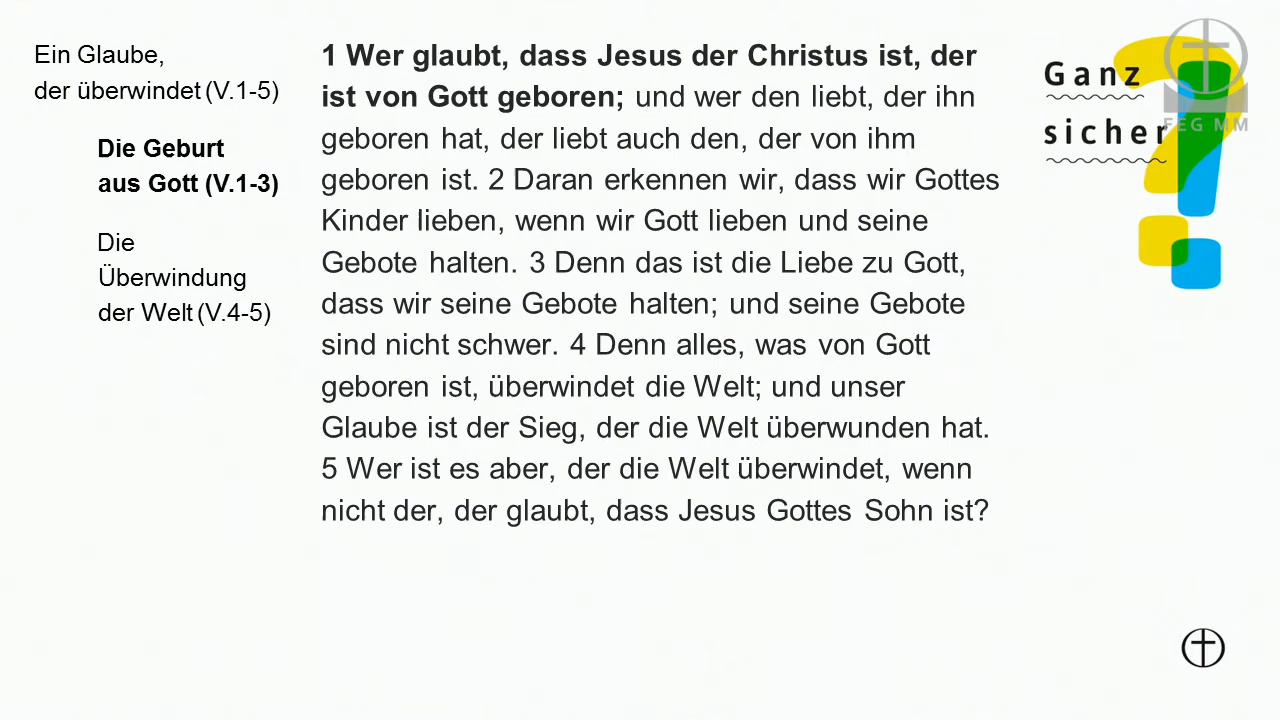 Ein Glaube,
der überwindet (V.1-5)
Die Geburt
aus Gott (V.1-3)
Die
Überwindung
der Welt (V.4-5)
1 Wer glaubt, dass Jesus der Christus ist, der
ist von Gott geboren; und wer den liebt, der ihn
geboren hat, der liebt auch den, der von ihm
geboren ist. 2 Daran erkennen wir, dass wir Gottes
Kinder lieben, wenn wir Gott lieben und seine
Gebote halten. 3 Denn das ist die Liebe zu Gott,
dass wir seine Gebote halten; und seine Gebote
sind nicht schwer. 4 Denn alles, was von Gott
geboren ist, überwindet die Welt; und unser
Glaube ist der Sieg, der die Welt überwunden hat.
5 Wer ist es aber, der die Welt überwindet, wenn
nicht der, der glaubt, dass Jesus Gottes Sohn ist?
Ganz
sicher
FEG MM